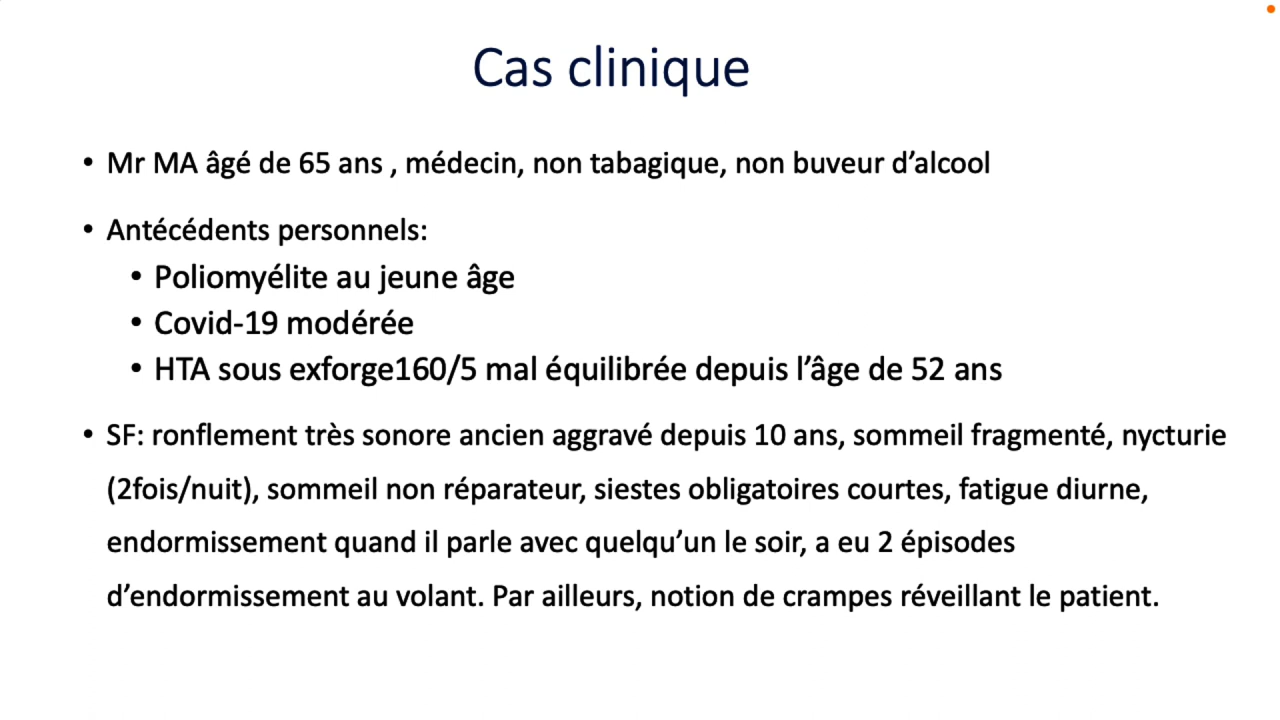 Cas clinique
• Mr MA âgé de 65 ans , médecin, non tabagique, non buveur d’alcool
• Antécédents personnels:
• Poliomyélite au jeune âge
• Covid-19 modérée
• HTA sous exforge160/5 mal équilibrée depuis l’âge de 52 ans
• SF: ronflement très sonore ancien aggravé depuis 10 ans, sommeil fragmenté, nycturie
(2fois/nuit), sommeil non réparateur, siestes obligatoires courtes, fatigue diurne,
endormissement quand il parle avec quelqu’un le soir, a eu 2 épisodes
d’endormissement au volant. Par ailleurs, notion de crampes réveillant le patient.